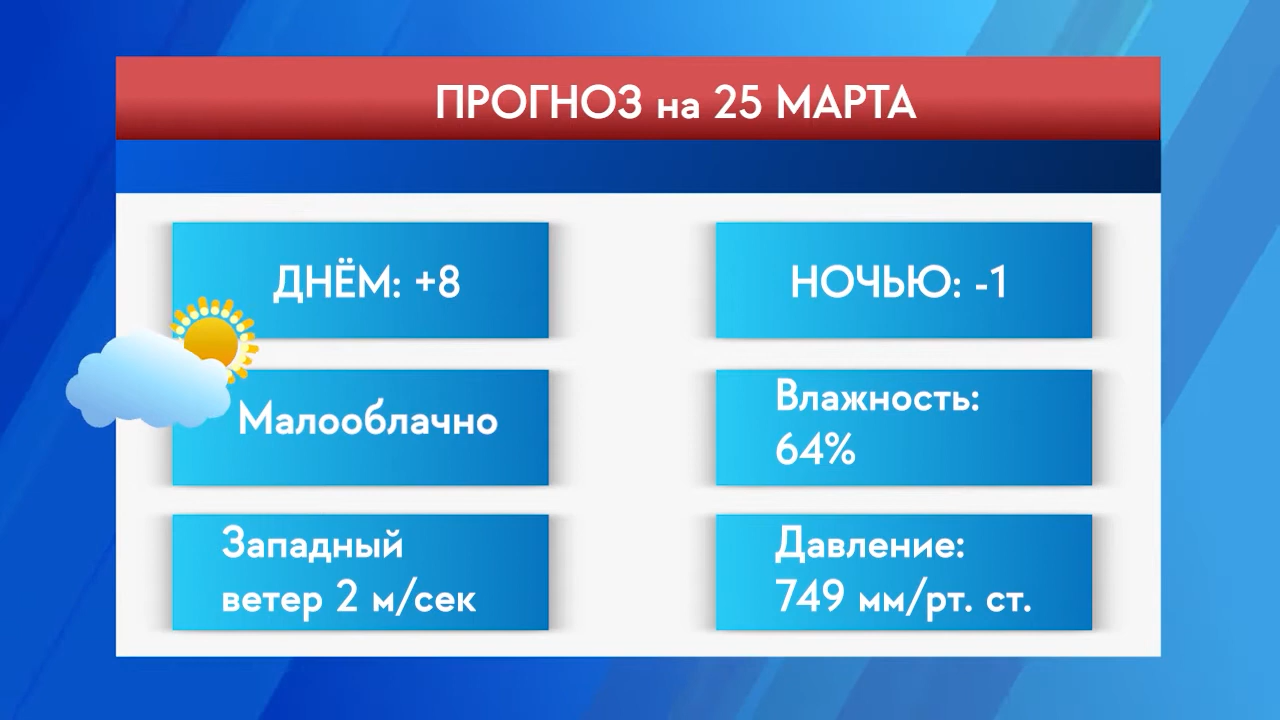 ПРОГНОЗ на 25 МАРТА
ДНЁМ: +8
НОЧЬЮ: -1
Малооблачно
Влажность:
64%
Западный
ветер 2 м/сек
Давление:
749 мм/рт. ст.